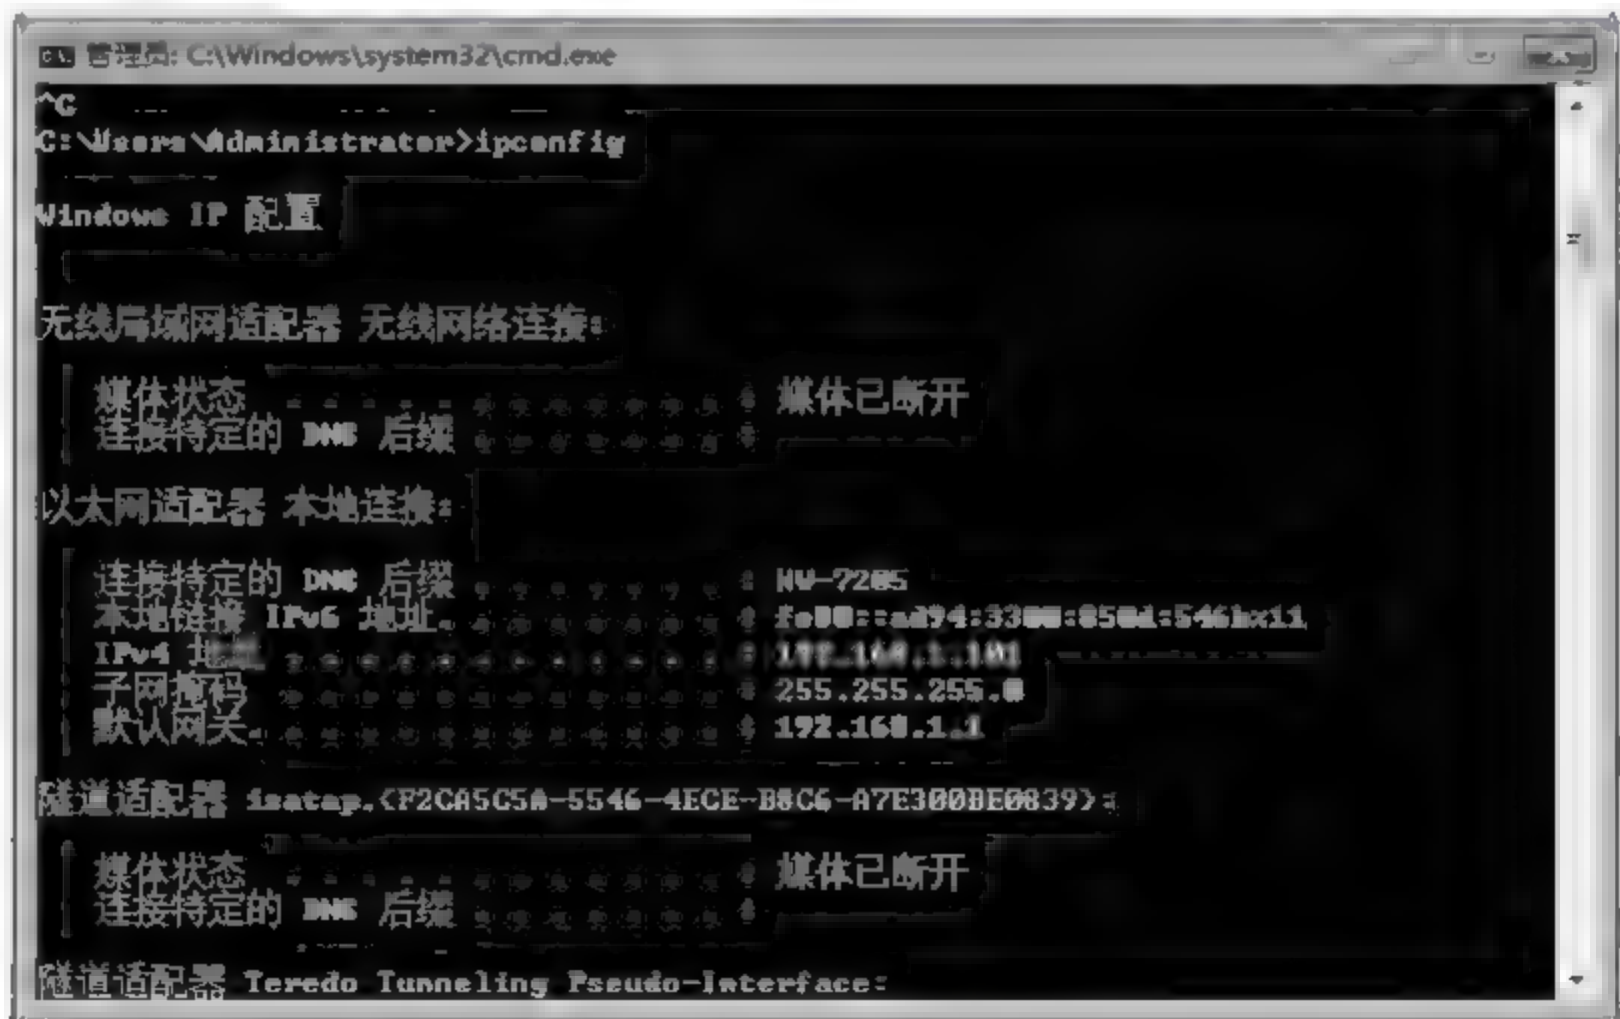 管理员: C:\Windows\system32\cmd.exe
^C
C:\Users\Administrator>ipconfig
Windows IP 配置
无线局域网适配器 无线网络连接:
媒体状态 . . . . . . . . . . . . : 媒体已断开
连接特定的 DNS 后缀 . . . . . . . :
以太网适配器 本地连接:
连接特定的 DNS 后缀 . . . . . . . :
本地链接 IPv6 地址. . . . . . . . :
IPv4 地址 . . . . . . . . . . . . : 192.168.1.101
子网掩码 . . . . . . . . . . . . : 255.255.255.0
默认网关. . . . . . . . . . . . . : 192.168.1.1
隧道适配器 isatap.{F2CA5C5A-5546-4ECE-B8C6-A7E300BE0839}:
媒体状态 . . . . . . . . . . . . : 媒体已断开
连接特定的 DNS 后缀 . . . . . . . :
隧道适配器 Teredo Tunneling Pseudo-Interface: